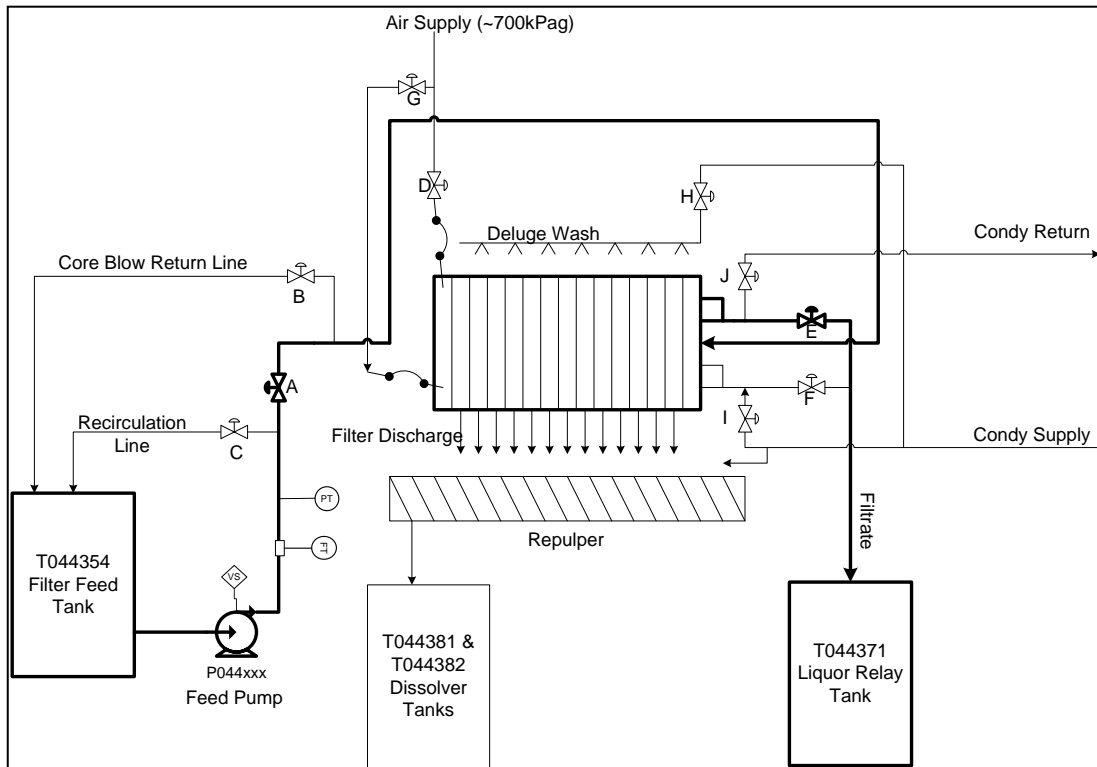 Air Supply (~700kPag)
G
D
H
Deluge Wash
Condy Return
Core Blow Return Line
J
B
E
A
Recirculation
Line
C
Filter Discharge
F
I
Condy Supply
PT
FT
Filtrate
Repulper
T044354
Filter Feed
Tank
VS
P044xxx
Feed Pump
T044381 &
T044382
Dissolver
Tanks
T044371
Liquor Relay
Tank